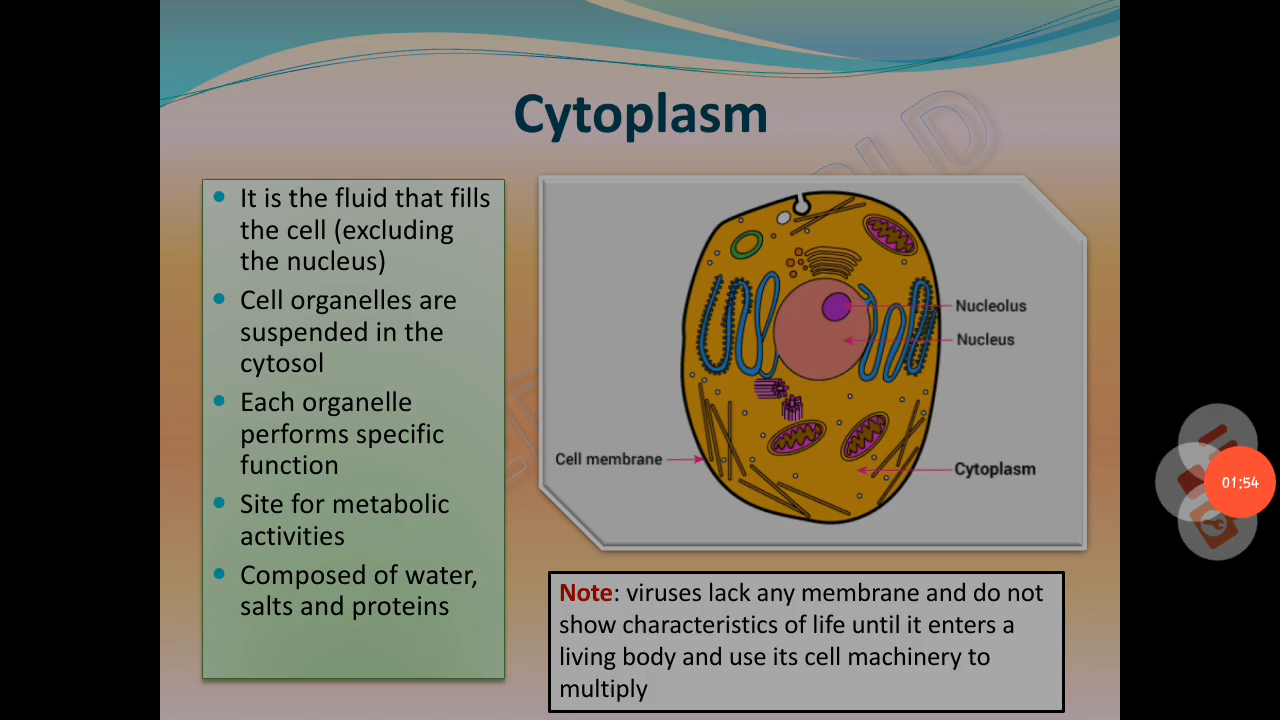 Cytoplasm
It is the fluid that fills
the cell (excluding
the nucleus)
Cell organelles are
suspended in the
cytosol
Each organelle
performs specific
function
Site for metabolic
activities
Composed of water,
salts and proteins
Nucleolus
Nucleus
Cell membrane
Cytoplasm
Note: viruses lack any membrane and do not
show characteristics of life until it enters a
living body and use its cell machinery to
multiply
01:54